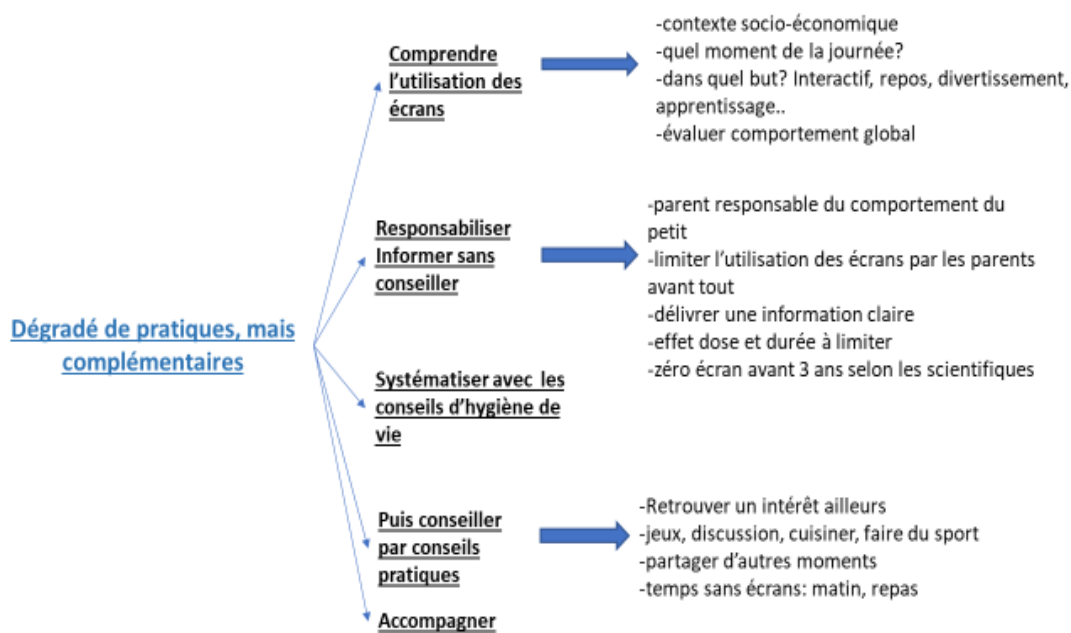 Dégradé de pratiques, mais
complémentaires
Comprendre
l'utilisation des
écrans
-contexte socio-économique
-quel moment de la journée?
-dans quel but? Interactif, repos, divertissement,
apprentissage..
-évaluer comportement global
Responsabiliser
Informer sans
conseiller
-parent responsable du comportement du
petit
-limiter l'utilisation des écrans par les parents
avant tout
-délivrer une information claire
-effet dose et durée à limiter
-zéro écran avant 3 ans selon les scientifiques
Systématiser avec les
conseils d'hygiène de
vie
Puis conseiller
par conseils
pratiques
-Retrouver un intérêt ailleurs
-jeux, discussion, cuisiner, faire du sport
-partager d'autres moments
-temps sans écrans: matin, repas
Accompagner